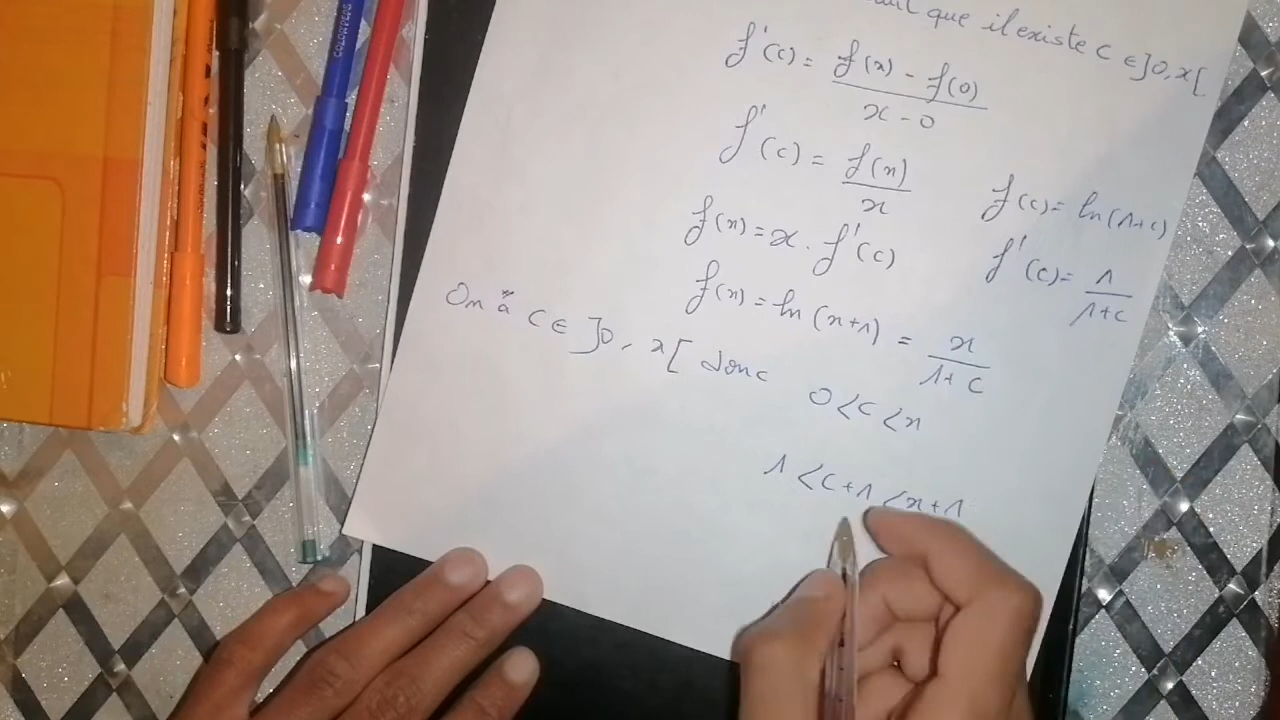 que il existe c ∈ ]0, x[
f'(c) = f(x) - f(0) / x - 0
f'(c) = f(x) / x
f(c) = ln(1+c)
f(x) = x . f'(c)
f'(c) = 1 / 1+c
f(x) = ln(x+1) = x / 1+c
On a c ∈ ]0, x[ donc
0 < c < x
1 < c+1 < x+1
COLORPEPS